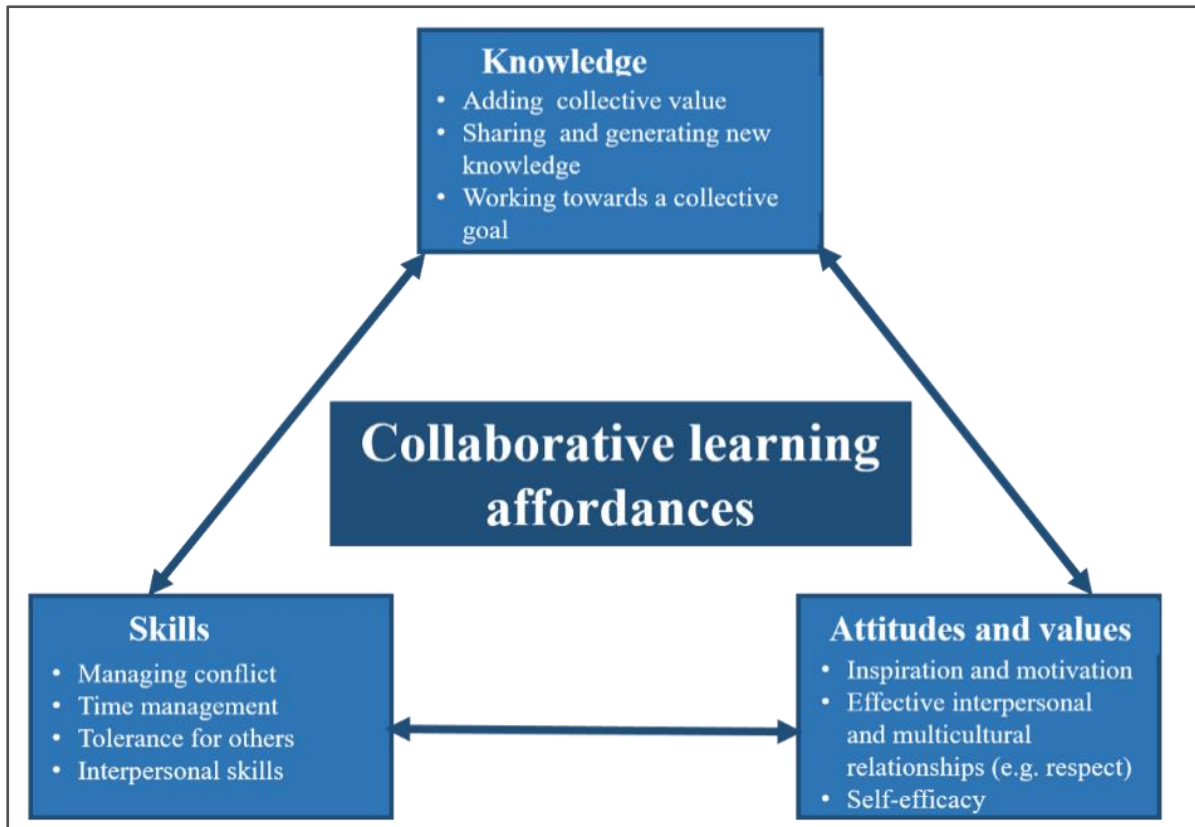 Knowledge
• Adding collective value
• Sharing and generating new
knowledge
• Working towards a collective
goal
Collaborative learning
affordances
Skills
• Managing conflict
• Time management
• Tolerance for others
• Interpersonal skills
Attitudes and values
• Inspiration and motivation
• Effective interpersonal
and multicultural
relationships (e.g. respect)
• Self-efficacy